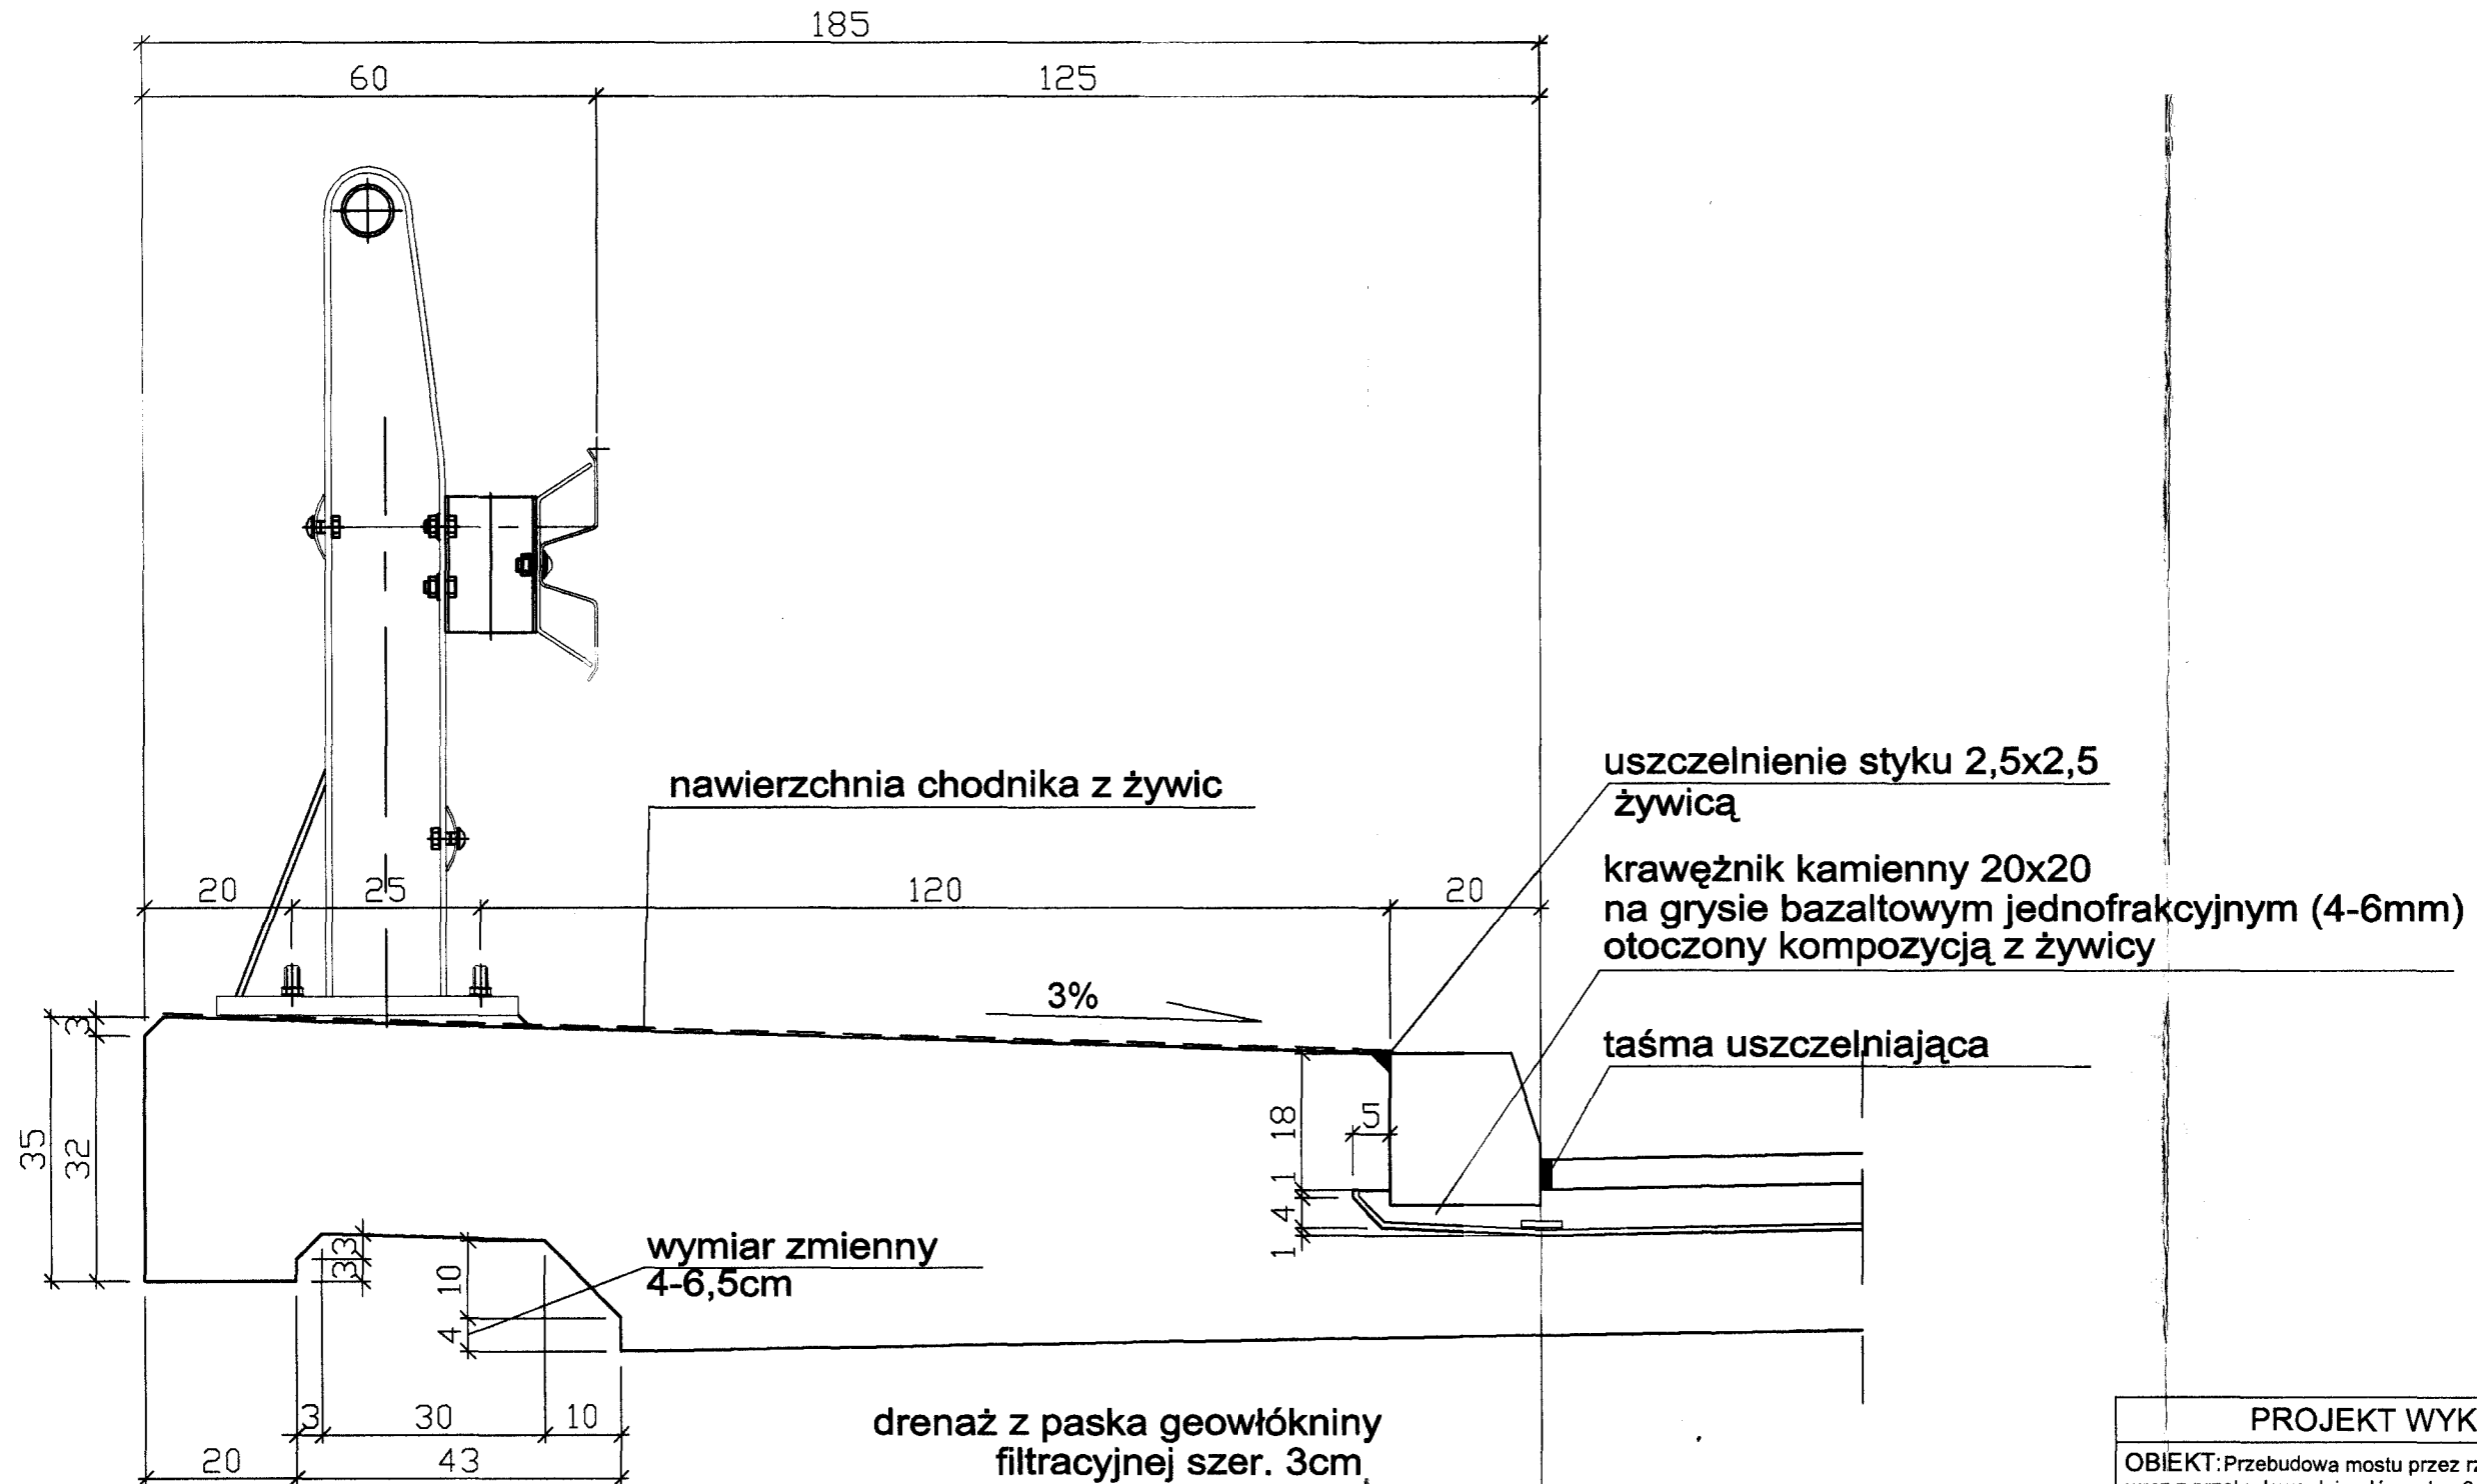 185
60 125
nawierzchnia chodnika z żywic
uszczelnienie styku 2,5x2,5
żywicą
krawężnik kamienny 20x20
na grysie bazaltowym jednofrakcyjnym (4-6mm)
otoczony kompozycją z żywicy
20 25 120 20
3%
taśma uszczelniająca
35
3
32
18
5
1
4
1
3
3
wymiar zmienny
4-6,5cm
10
4
3 30 10
20 43
drenaż z paska geowłókniny
filtracyjnej szer. 3cm
PROJEKT WYK
OBIEKT: Przebudowa mostu przez rz